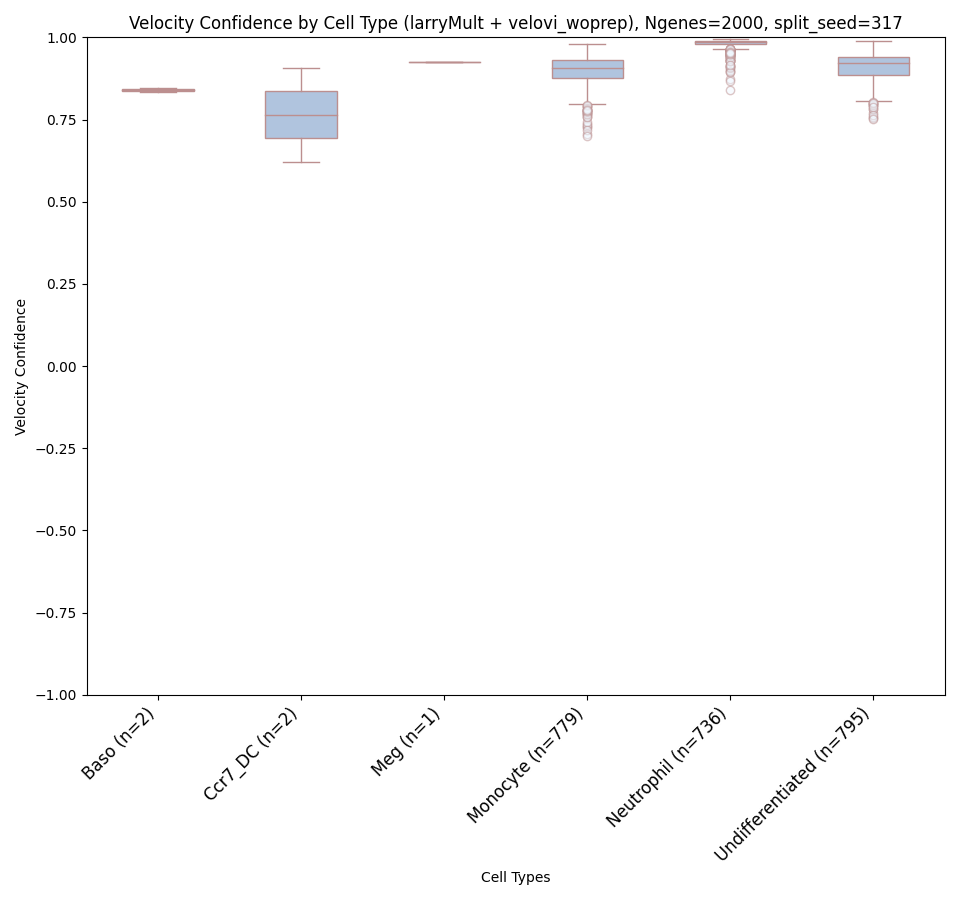 Velocity Confidence by Cell Type (larryMult + velovi_woprep), Ngenes=2000, split_seed=317
1.00
0.75
0.50
0.25
0.00
−0.25
−0.50
−0.75
−1.00
Velocity Confidence
Baso (n=2)
Ccr7_DC (n=2)
Meg (n=1)
Monocyte (n=779)
Neutrophil (n=736)
Undifferentiated (n=795)
Cell Types